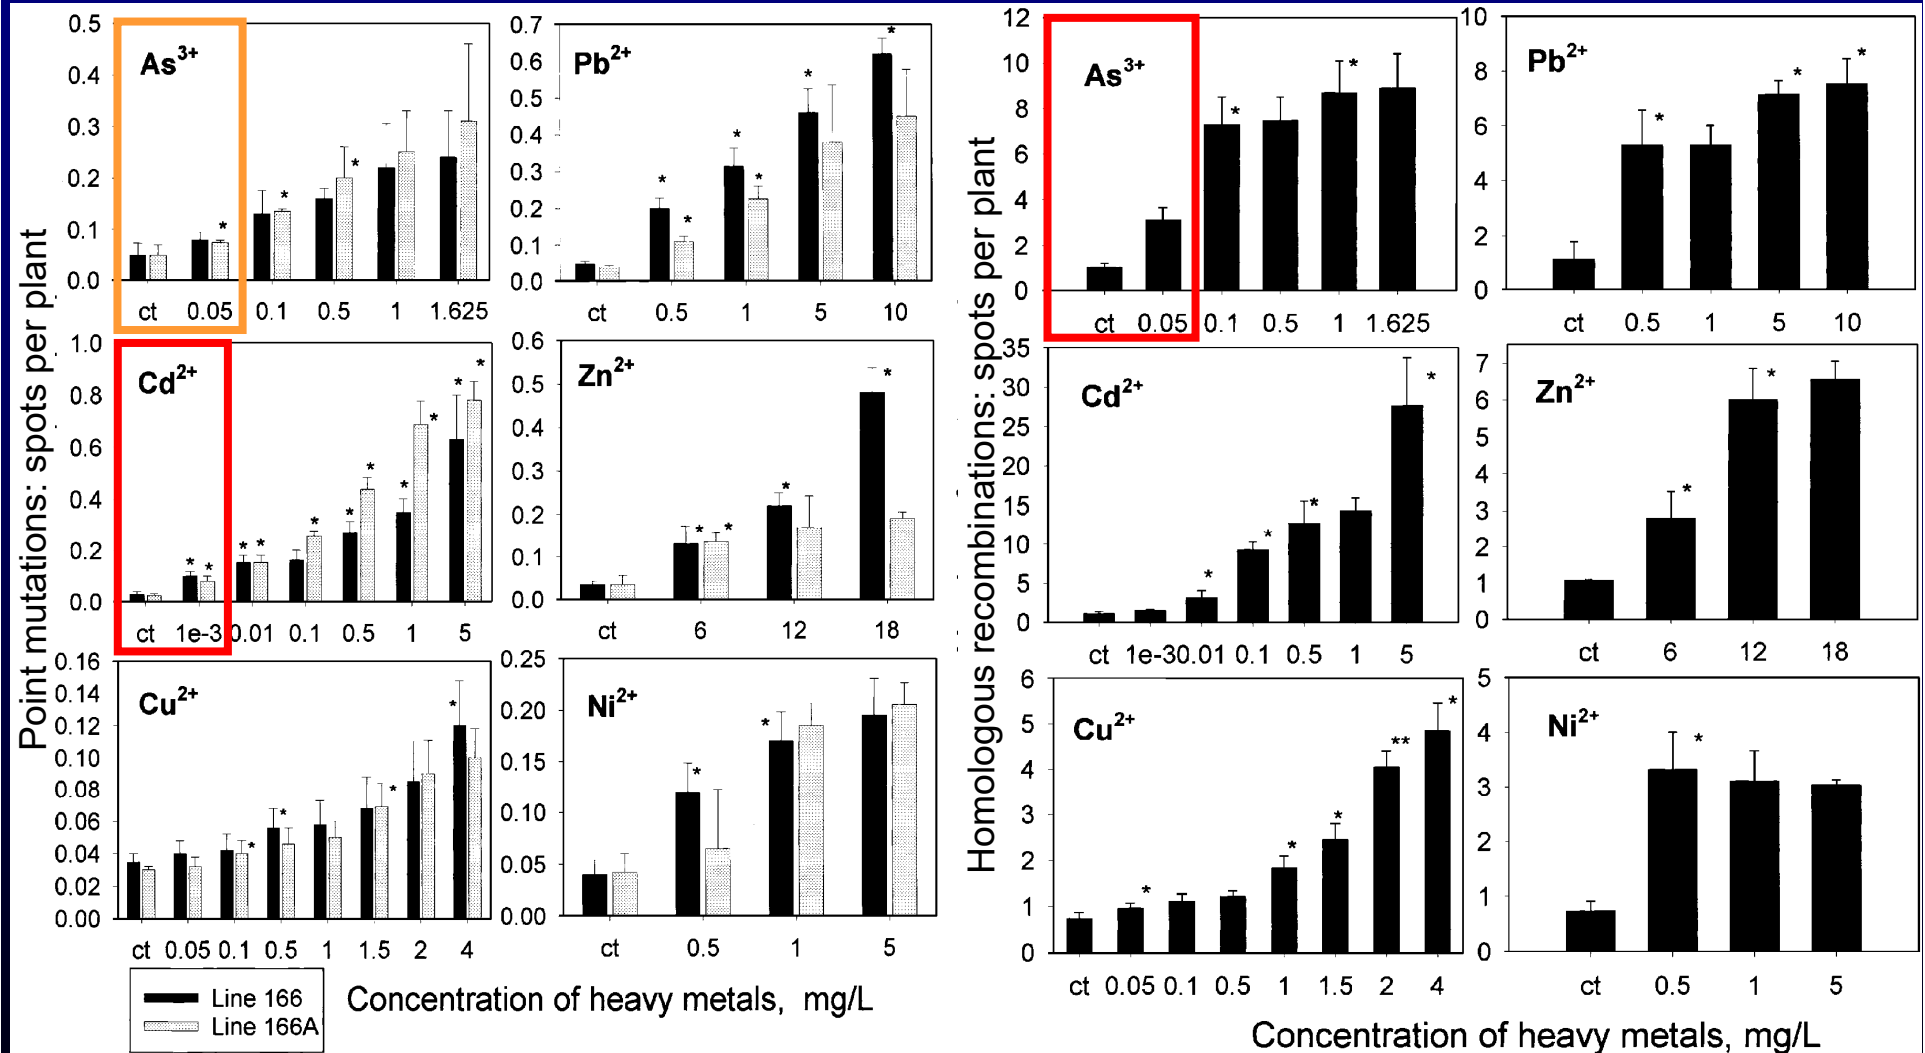 Point mutations: spots per plant
As3+
0.5
0.4
0.3
0.2
0.1
0.0
ct 0.05 0.1 0.5 1 1.625
* * *
Pb2+
0.7
0.6
0.5
0.4
0.3
0.2
0.1
0.0
ct 0.5 1 5 10
* * * * * *
Cd2+
1.0
0.8
0.6
0.4
0.2
0.0
ct 1e-3 0.01 0.1 0.5 1 5
* * * * * * * * * * *
Zn2+
0.6
0.5
0.4
0.3
0.2
0.1
0.0
ct 6 12 18
* * * *
Cu2+
0.16
0.14
0.12
0.10
0.08
0.06
0.04
0.02
0.00
ct 0.05 0.1 0.5 1 1.5 2 4
* * * *
Ni2+
0.25
0.20
0.15
0.10
0.05
0.00
ct 0.5 1 5
* *
Line 166
Line 166A
Concentration of heavy metals, mg/L
Homologous recombinations: spots per plant
As3+
12
10
8
6
4
2
0
ct 0.05 0.1 0.5 1 1.625
* *
Pb2+
10
8
6
4
2
0
ct 0.5 1 5 10
* * *
Cd2+
35
30
25
20
15
10
5
0
ct 1e-3 0.01 0.1 0.5 1 5
* * * *
Zn2+
7
6
5
4
3
2
1
0
ct 6 12 18
* *
Cu2+
6
5
4
3
2
1
0
ct 0.05 0.1 0.5 1 1.5 2 4
* * * ** *
Ni2+
5
4
3
2
1
0
ct 0.5 1 5
*
Concentration of heavy metals, mg/L